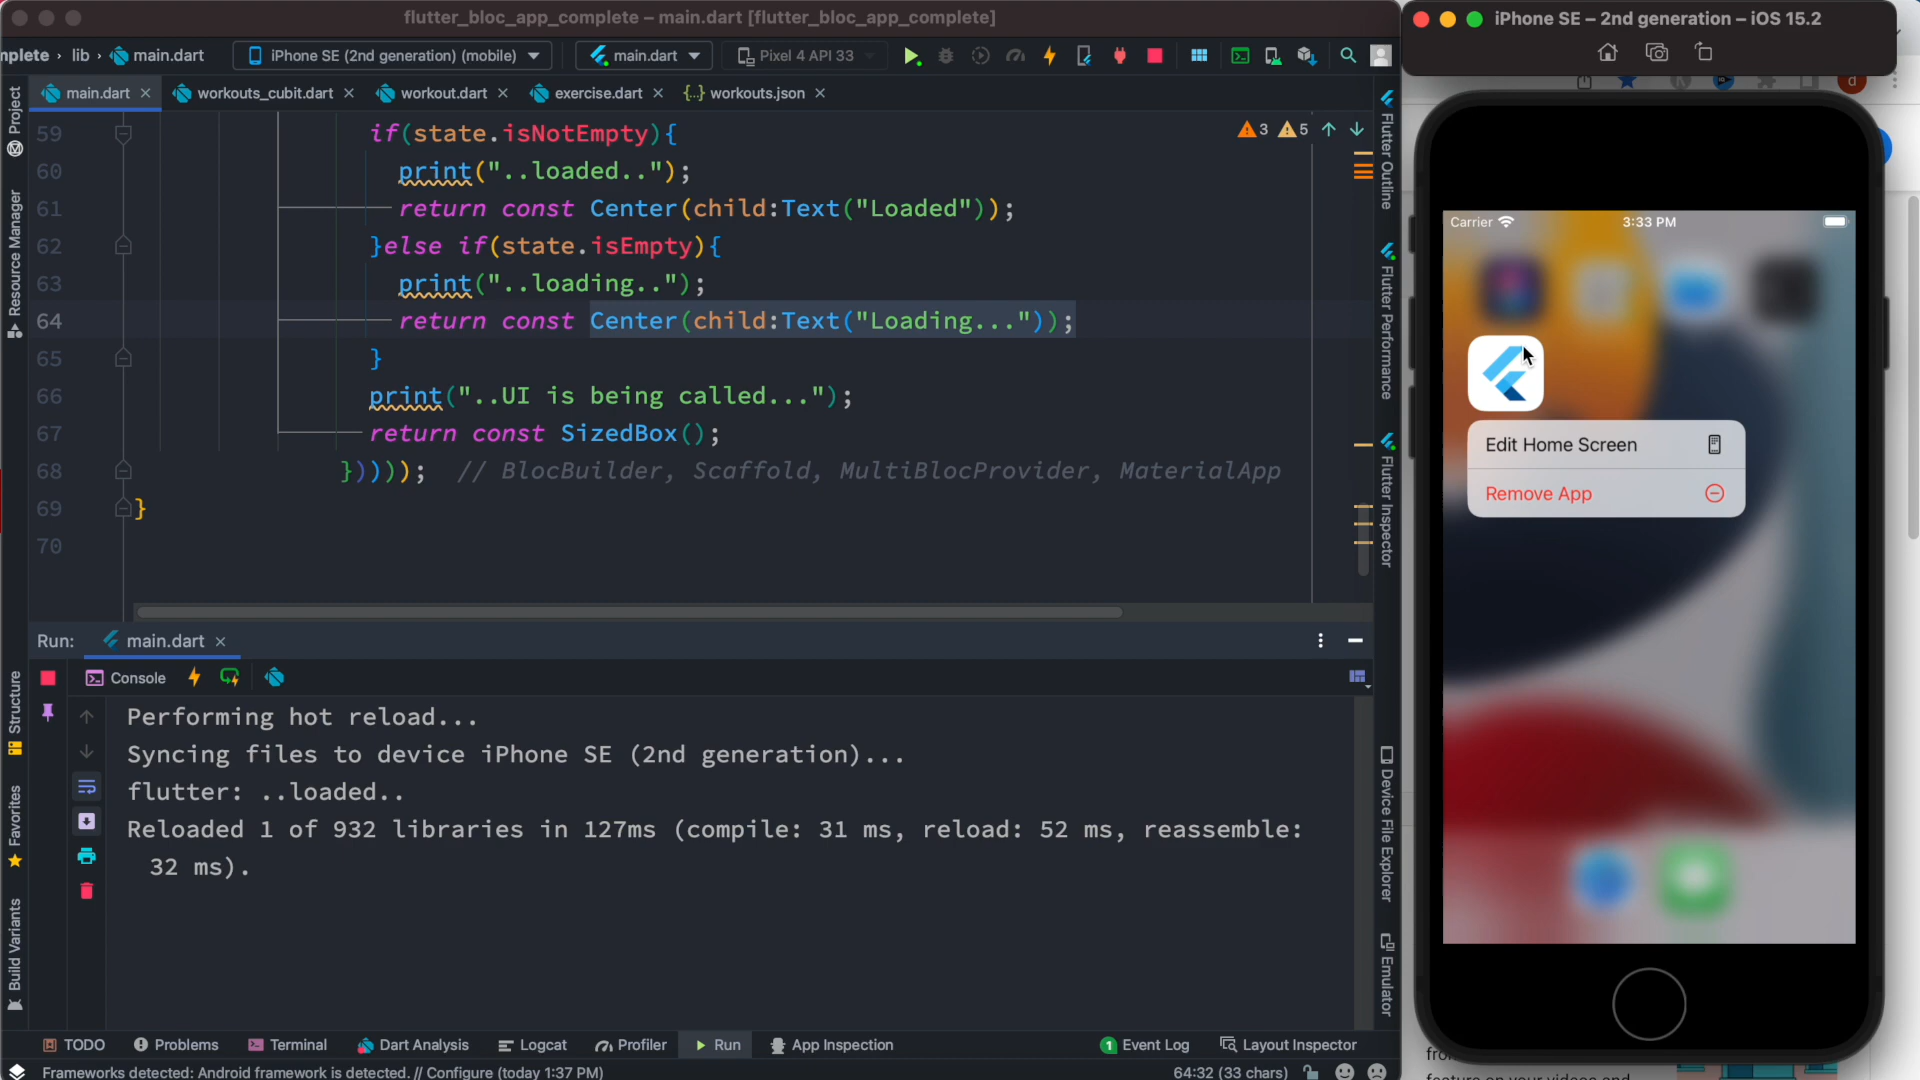 flutter_bloc_app_complete – main.dart [flutter_bloc_app_complete]
mplete › lib › main.dart
iPhone SE (2nd generation) (mobile)
main.dart
Pixel 4 API 33
main.dart
workouts_cubit.dart
workout.dart
exercise.dart
workouts.json
Project
Resource Manager
Structure
Favorites
Build Variants
3
5
59 if(state.isNotEmpty){
60 print("..loaded..");
61 return const Center(child:Text("Loaded"));
62 }else if(state.isEmpty){
63 print("..loading..");
64 return const Center(child:Text("Loading..."));
65 }
66 print("..UI is being called...");
67 return const SizedBox();
68 }))))); // BlocBuilder, Scaffold, MultiBlocProvider, MaterialApp
69 }
70
Flutter Outline
Flutter Performance
Flutter Inspector
Device File Explorer
Emulator
Run: main.dart
Console
Performing hot reload...
Syncing files to device iPhone SE (2nd generation)...
flutter: ..loaded..
Reloaded 1 of 932 libraries in 127ms (compile: 31 ms, reload: 52 ms, reassemble:
32 ms).
TODO
Problems
Terminal
Dart Analysis
Logcat
Profiler
Run
App Inspection
1 Event Log
Layout Inspector
Frameworks detected: Android framework is detected. // Configure (today 1:37 PM)
64:32 (33 chars)
iPhone SE – 2nd generation – iOS 15.2
d
Carrier
3:33 PM
Edit Home Screen
Remove App